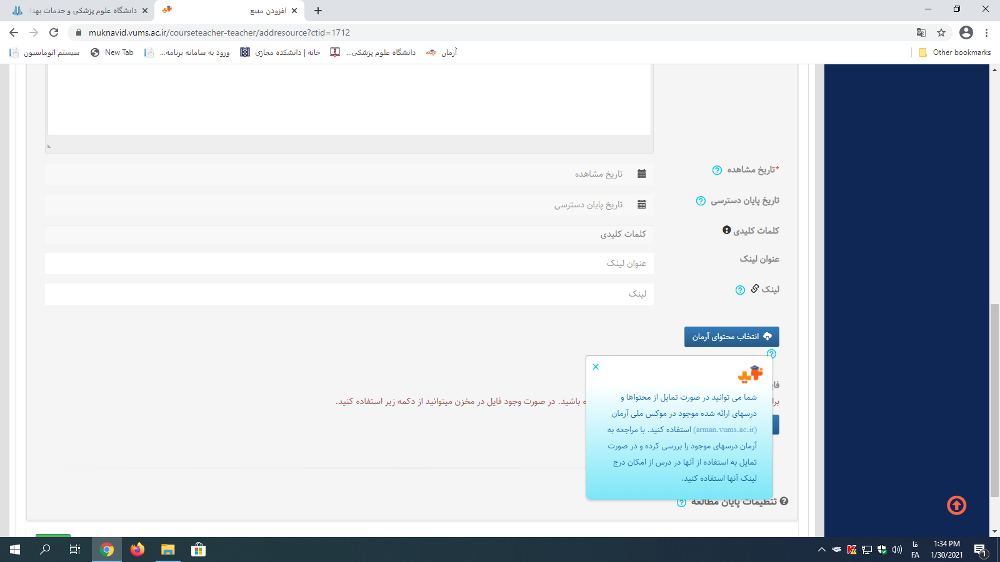 دانشگاه علوم پزشکی و خدمات بهدا
افزودن منبع
muknavid.vums.ac.ir/courseteacher-teacher/addresource?ctid=1712
سیستم اتوماسیون
New Tab
ورود به سامانه برنامه...
خانه | دانشکده مجازی
دانشگاه علوم پزشکی...
آرمان
Other bookmarks
*تاریخ مشاهده
تاریخ مشاهده
تاریخ پایان دسترسی
تاریخ پایان دسترسی
کلمات کلیدی
کلمات کلیدی
عنوان لینک
عنوان لینک
لینک
لینک
انتخاب محتوای آرمان
باشید. در صورت وجود فایل در مخزن میتوانید از دکمه زیر استفاده کنید.
شما می توانید در صورت تمایل از محتواها و
درسهای ارائه شده موجود در موکس ملی آرمان
(arman.vums.ac.ir) استفاده کنید. با مراجعه به
آرمان درسهای موجود را بررسی کرده و در صورت
تمایل به استفاده از آنها در درس از امکان درج
لینک آنها استفاده کنید.
تنظیمات پایان مطالعه
فا
FA
1:34 PM
1/30/2021
1